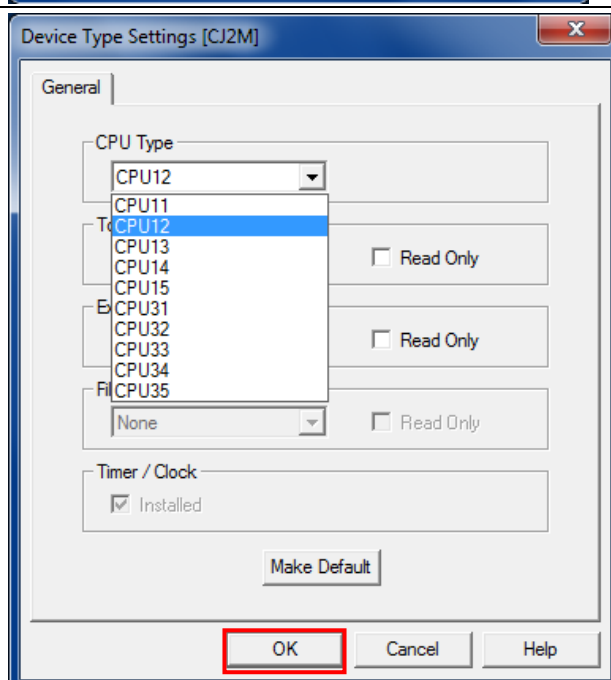 Device Type Settings [CJ2M]
General
CPU Type
CPU12
CPU11
CPU12
CPU13
CPU14
CPU15
CPU31
CPU32
CPU33
CPU34
CPU35
Read Only
Read Only
None
Read Only
Timer / Clock
Installed
Make Default
OK
Cancel
Help